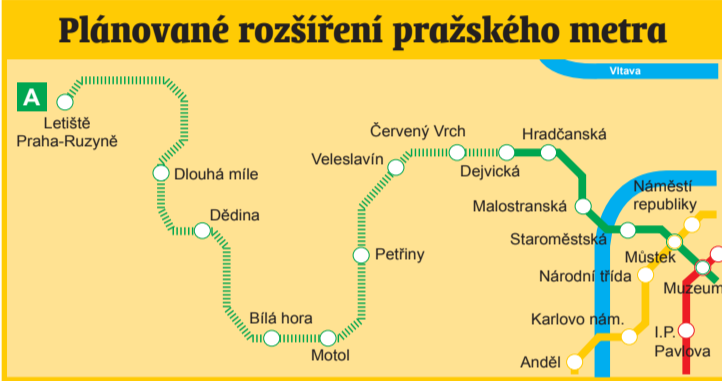 Plánované rozšíření pražského metra
Vltava
A
Letiště
Praha-Ruzyně
Dlouhá míle
Dědina
Bílá hora
Motol
Petřiny
Veleslavín
Červený Vrch
Dejvická
Hradčanská
Malostranská
Staroměstská
Náměstí
republiky
Můstek
Muzeum
Národní třída
Karlovo nám.
Anděl
I.P.
Pavlova